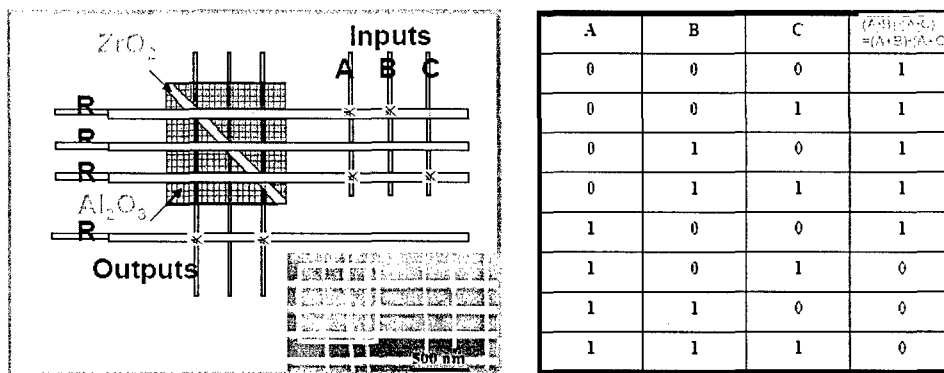 ZrO2
Inputs
A B C
R
R
R
Al2O3
R
Outputs
500 nm
A B C (A·B)·(A·C)
=(A+B)·(A+C
0 0 0 1
0 0 1 1
0 1 0 1
0 1 1 1
1 0 0 1
1 0 1 0
1 1 0 0
1 1 1 0